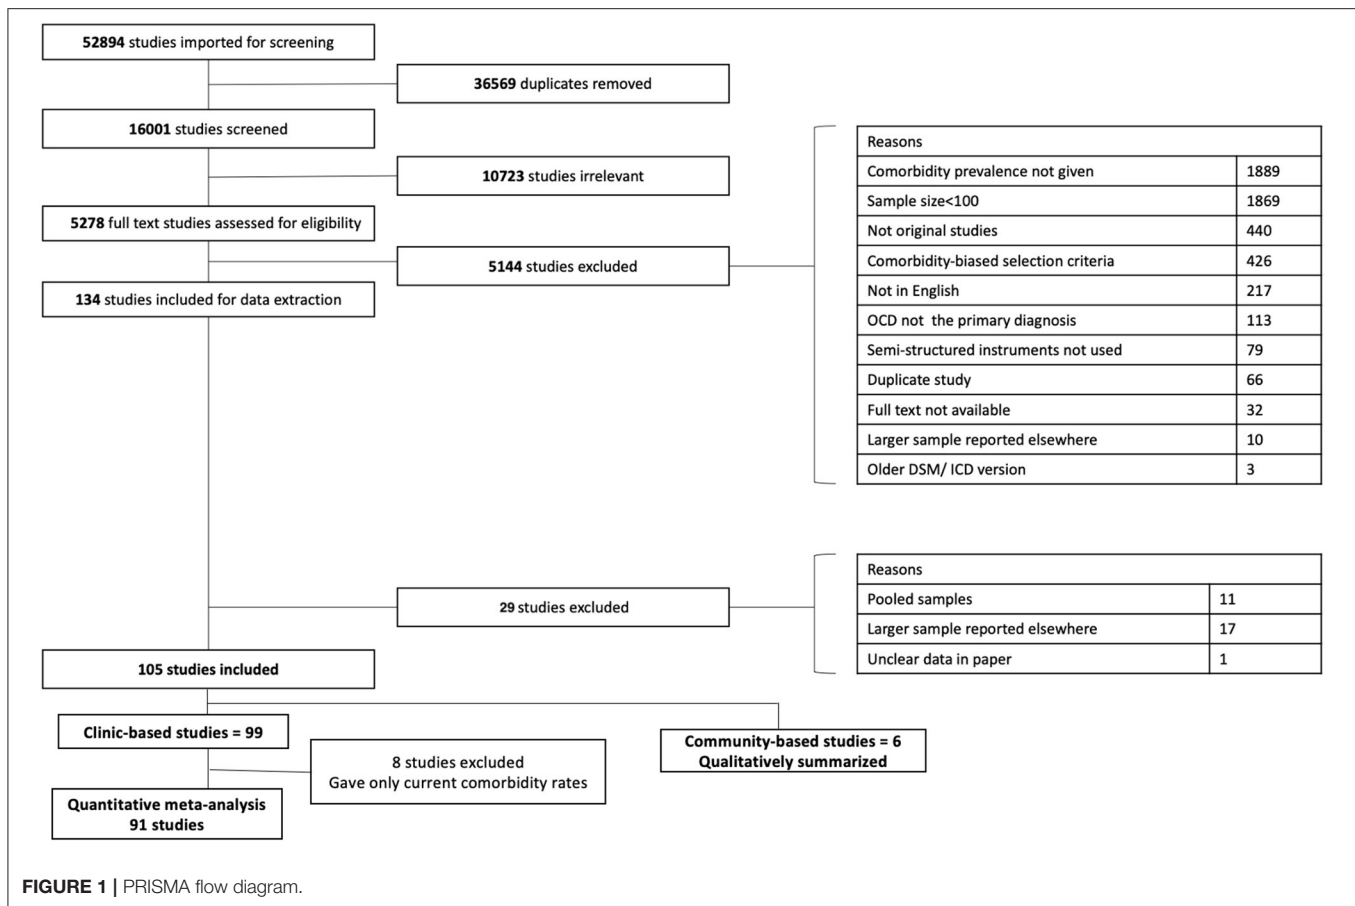 52894 studies imported for screening
36569 duplicates removed
16001 studies screened
10723 studies irrelevant
5278 full text studies assessed for eligibility
5144 studies excluded
134 studies included for data extraction
Reasons
Comorbidity prevalence not given 1889
Sample size<100 1869
Not original studies 440
Comorbidity-biased selection criteria 426
Not in English 217
OCD not the primary diagnosis 113
Semi-structured instruments not used 79
Duplicate study 66
Full text not available 32
Larger sample reported elsewhere 10
Older DSM/ ICD version 3
29 studies excluded
Reasons
Pooled samples 11
Larger sample reported elsewhere 17
Unclear data in paper 1
105 studies included
Clinic-based studies = 99
Community-based studies = 6
Qualitatively summarized
8 studies excluded
Gave only current comorbidity rates
Quantitative meta-analysis
91 studies
FIGURE 1 | PRISMA flow diagram.